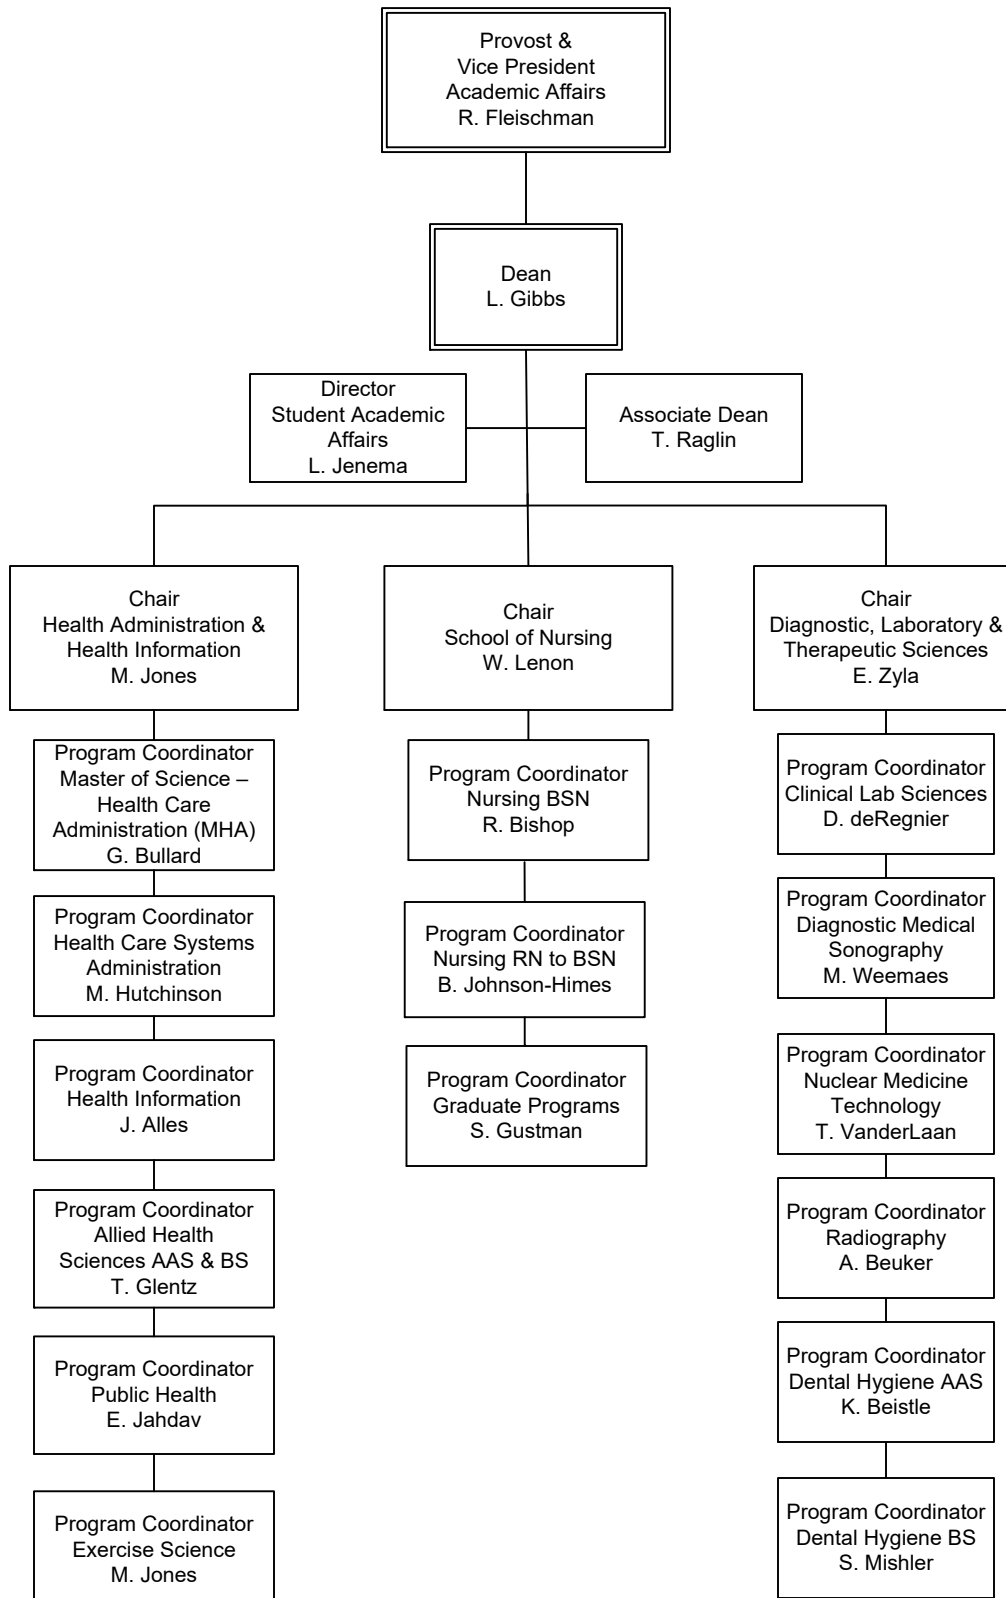 Provost &
Vice President
Academic Affairs
R. Fleischman
Dean
L. Gibbs
Director
Student Academic
Affairs
L. Jenema
Associate Dean
T. Raglin
Chair
Health Administration &
Health Information
M. Jones
Program Coordinator
Master of Science –
Health Care
Administration (MHA)
G. Bullard
Program Coordinator
Health Care Systems
Administration
M. Hutchinson
Program Coordinator
Health Information
J. Alles
Program Coordinator
Allied Health
Sciences AAS & BS
T. Glentz
Program Coordinator
Public Health
E. Jahdav
Program Coordinator
Exercise Science
M. Jones
Chair
School of Nursing
W. Lenon
Program Coordinator
Nursing BSN
R. Bishop
Program Coordinator
Nursing RN to BSN
B. Johnson-Himes
Program Coordinator
Graduate Programs
S. Gustman
Chair
Diagnostic, Laboratory &
Therapeutic Sciences
E. Zyla
Program Coordinator
Clinical Lab Sciences
D. deRegnier
Program Coordinator
Diagnostic Medical
Sonography
M. Weemaes
Program Coordinator
Nuclear Medicine
Technology
T. VanderLaan
Program Coordinator
Radiography
A. Beuker
Program Coordinator
Dental Hygiene AAS
K. Beistle
Program Coordinator
Dental Hygiene BS
S. Mishler